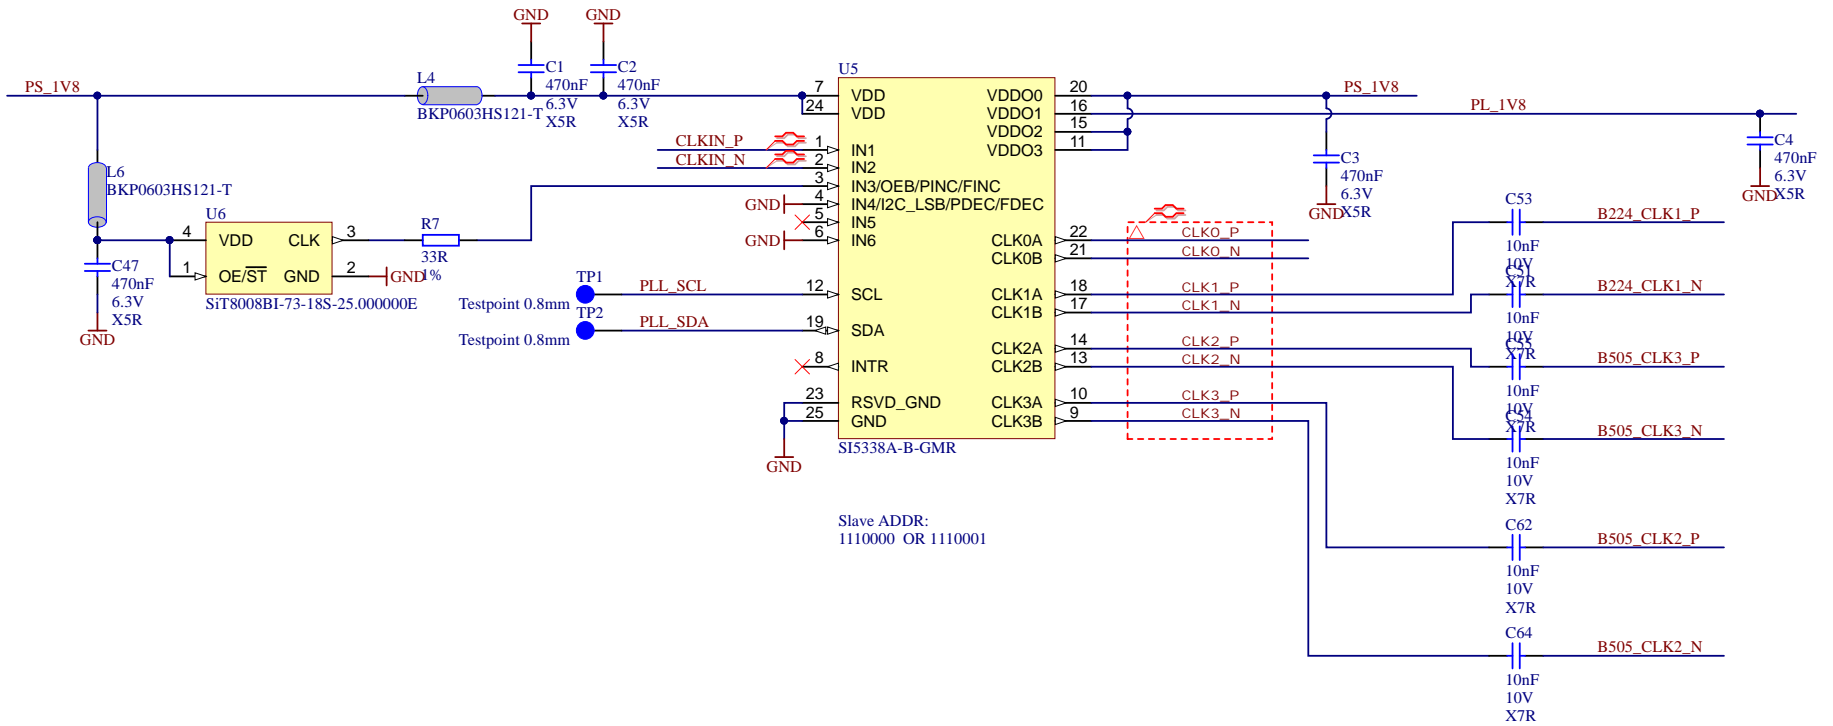 GND
GND
PS_1V8
L4
BKP0603HS121-T
C1
470nF
6.3V
X5R
C2
470nF
6.3V
X5R
U5
7
VDD
24
VDD
CLKIN_P
1
IN1
CLKIN_N
2
IN2
3
IN3/OEB/PINC/FINC
GND
4
IN4/I2C_LSB/PDEC/FDEC
5
IN5
GND
6
IN6
12
SCL
19
SDA
8
INTR
23
RSVD_GND
25
GND
GND
VDDO0
20
VDDO1
16
VDDO2
15
VDDO3
11
CLK0A
22
CLK0B
21
CLK1A
18
CLK1B
17
CLK2A
14
CLK2B
13
CLK3A
10
CLK3B
9
SI5338A-B-GMR
PS_1V8
PL_1V8
C3
470nF
6.3V
X5R
GND
C4
470nF
6.3V
X5R
GND
L6
BKP0603HS121-T
U6
4
VDD
CLK
3
1
OE/ST
GND
2
GND
SiT8008BI-73-18S-25.000000E
C47
470nF
6.3V
X5R
GND
R7
33R
1%
TP1
Testpoint 0.8mm
PLL_SCL
TP2
Testpoint 0.8mm
PLL_SDA
CLK0_P
CLK0_N
CLK1_P
CLK1_N
CLK2_P
CLK2_N
CLK3_P
CLK3_N
C53
10nF
10V
X7R
B224_CLK1_P
C51
10nF
10V
X7R
B224_CLK1_N
C55
10nF
10V
X7R
B505_CLK3_P
C54
10nF
10V
X7R
B505_CLK3_N
C62
10nF
10V
X7R
B505_CLK2_P
C64
10nF
10V
X7R
B505_CLK2_N
Slave ADDR:
1110000 OR 1110001